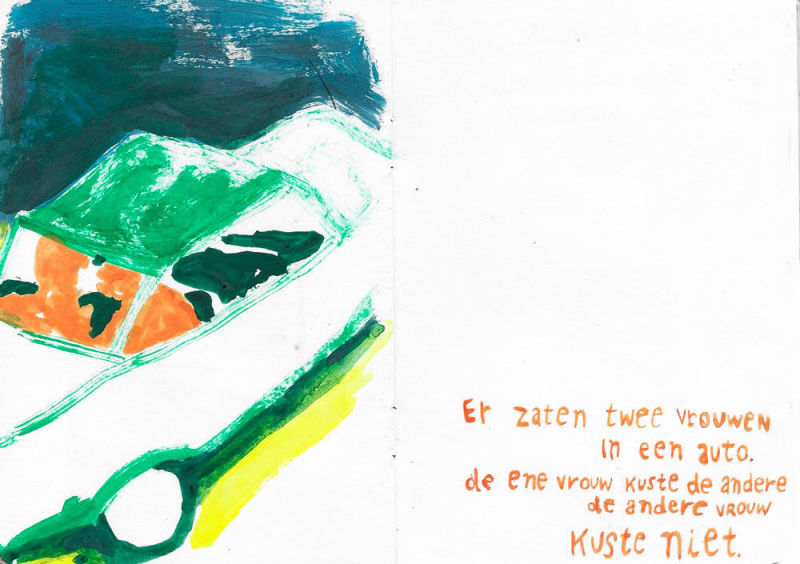 Er zaten twee vrouwen
in een auto.
de ene vrouw kuste de andere
de andere vrouw
kuste niet.